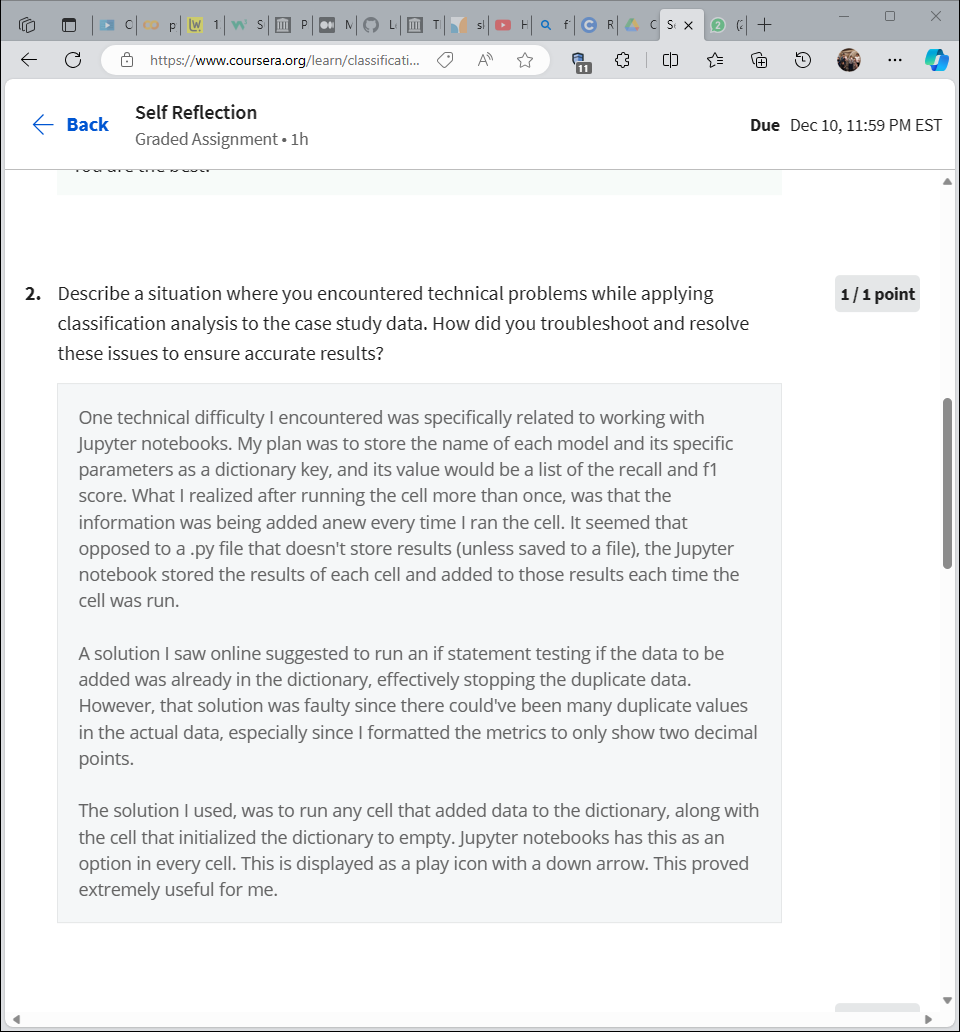 C
p
1
S
P
M
L
T
sl
H
f
R
C
S
2
(2
https://www.coursera.org/learn/classificati...
11
Back
Self Reflection
Graded Assignment • 1h
Due Dec 10, 11:59 PM EST
You are the best.
2. Describe a situation where you encountered technical problems while applying
classification analysis to the case study data. How did you troubleshoot and resolve
these issues to ensure accurate results?
1 / 1 point
One technical difficulty I encountered was specifically related to working with
Jupyter notebooks. My plan was to store the name of each model and its specific
parameters as a dictionary key, and its value would be a list of the recall and f1
score. What I realized after running the cell more than once, was that the
information was being added anew every time I ran the cell. It seemed that
opposed to a .py file that doesn't store results (unless saved to a file), the Jupyter
notebook stored the results of each cell and added to those results each time the
cell was run.
A solution I saw online suggested to run an if statement testing if the data to be
added was already in the dictionary, effectively stopping the duplicate data.
However, that solution was faulty since there could've been many duplicate values
in the actual data, especially since I formatted the metrics to only show two decimal
points.
The solution I used, was to run any cell that added data to the dictionary, along with
the cell that initialized the dictionary to empty. Jupyter notebooks has this as an
option in every cell. This is displayed as a play icon with a down arrow. This proved
extremely useful for me.